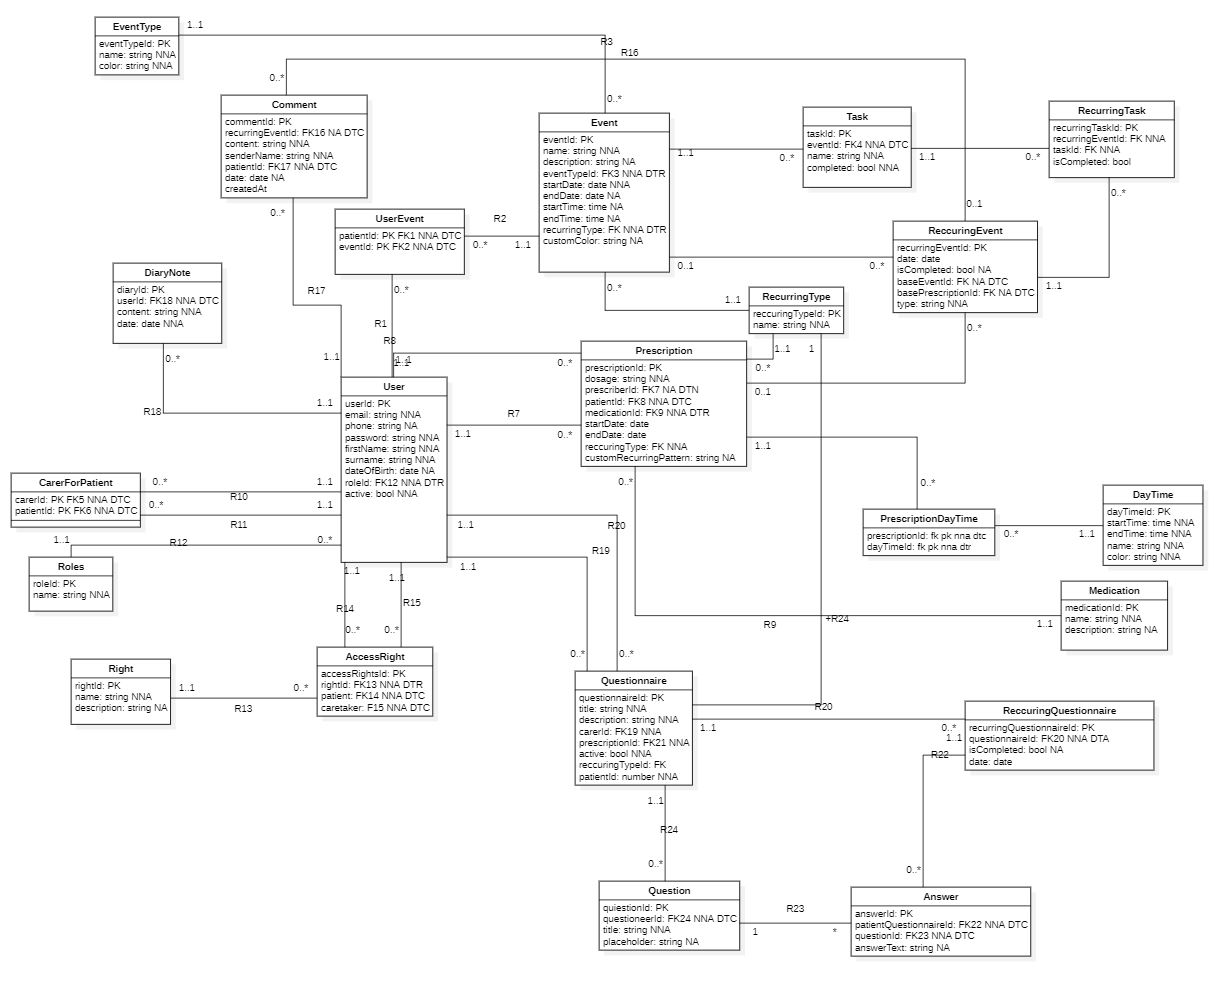 EventType
eventTypeId: PK
name: string NNA
color: string NNA
1..1
R3
R16
0..*
0..*
Comment
commentId: PK
recurringEventId: FK16 NA DTC
content: string NNA
senderName: string NNA
patientId: FK17 NNA DTC
date: date NA
createdAt
0..*
Event
eventId: PK
name: string NNA
description: string NA
eventTypeId: FK3 NNA DTR
startDate: date NNA
endDate: date NA
startTime: time NA
endTime: time NA
recurringType: FK NNA DTR
customColor: string NA
1..1
0..*
Task
taskId: PK
eventId: FK4 NNA DTC
name: string NNA
completed: bool NNA
1..1
0..*
RecurringTask
recurringTaskId: PK
recurringEventId: FK NNA
taskId: FK NNA
isCompleted: bool
0..*
0..1
UserEvent
patientId: PK FK1 NNA DTC
eventId: PK FK2 NNA DTC
R2
0..*
1..1
0..*
0..1
0..*
ReccuringEvent
recurringEventId: PK
date: date
isCompleted: bool NA
baseEventId: FK NA DTC
basePrescriptionId: FK NA DTC
type: string NNA
1..1
0..*
DiaryNote
diaryId: PK
userId: FK18 NNA DTC
content: string NNA
date: date NNA
0..*
R17
R1
R8
1..1
1..1
1..1
0..*
1..1
RecurringType
reccuringTypeId: PK
name: string NNA
1..1
1
0..*
0..*
Prescription
prescriptionId: PK
dosage: string NNA
prescriberId: FK7 NA DTN
patientId: FK8 NNA DTC
medicationId: FK9 NNA DTR
startDate: date
endDate: date
reccuringType: FK NNA
customRecurringPattern: string NA
0..1
1..1
0..*
0..*
R18
1..1
User
userId: PK
email: string NNA
phone: string NA
password: string NNA
firstName: string NNA
surname: string NNA
dateOfBirth: date NA
roleId: FK12 NNA DTR
active: bool NNA
R7
1..1
0..*
CarerForPatient
carerId: PK FK5 NNA DTC
patientId: PK FK6 NNA DTC
0..*
R10
1..1
0..*
R11
1..1
1..1
R12
0..*
Roles
roleId: PK
name: string NNA
1..1
R20
R19
1..1
PrescriptionDayTime
prescriptionId: fk pk nna dtc
dayTimeId: fk pk nna dtr
0..*
1..1
DayTime
dayTimeId: PK
startTime: time NNA
endTime: time NNA
name: string NNA
color: string NNA
Medication
medicationId: PK
name: string NNA
description: string NA
R9
+R24
1..1
1..1
1..1
R14
R15
0..*
0..*
AccessRight
accessRightsId: PK
rightId: FK13 NNA DTR
patient: FK14 NNA DTC
caretaker: F15 NNA DTC
Right
rightId: PK
name: string NNA
description: string NA
1..1
R13
0..*
0..*
0..*
Questionnaire
questionnaireId: PK
title: string NNA
description: string NNA
carerId: FK19 NNA
prescriptionId: FK21 NNA
active: bool NNA
reccuringTypeId: FK
patientId: number NNA
R20
1..1
0..*
1..1
R22
ReccuringQuestionnaire
recurringQuestionnaireId: PK
questionnaireId: FK20 NNA DTA
isCompleted: bool NA
date: date
1..1
R24
0..*
0..*
Question
quiestionId: PK
questioneerId: FK24 NNA DTC
title: string NNA
placeholder: string NA
R23
1
*
Answer
answerId: PK
patientQuestionnaireId: FK22 NNA DTC
questionId: FK23 NNA DTC
answerText: string NA